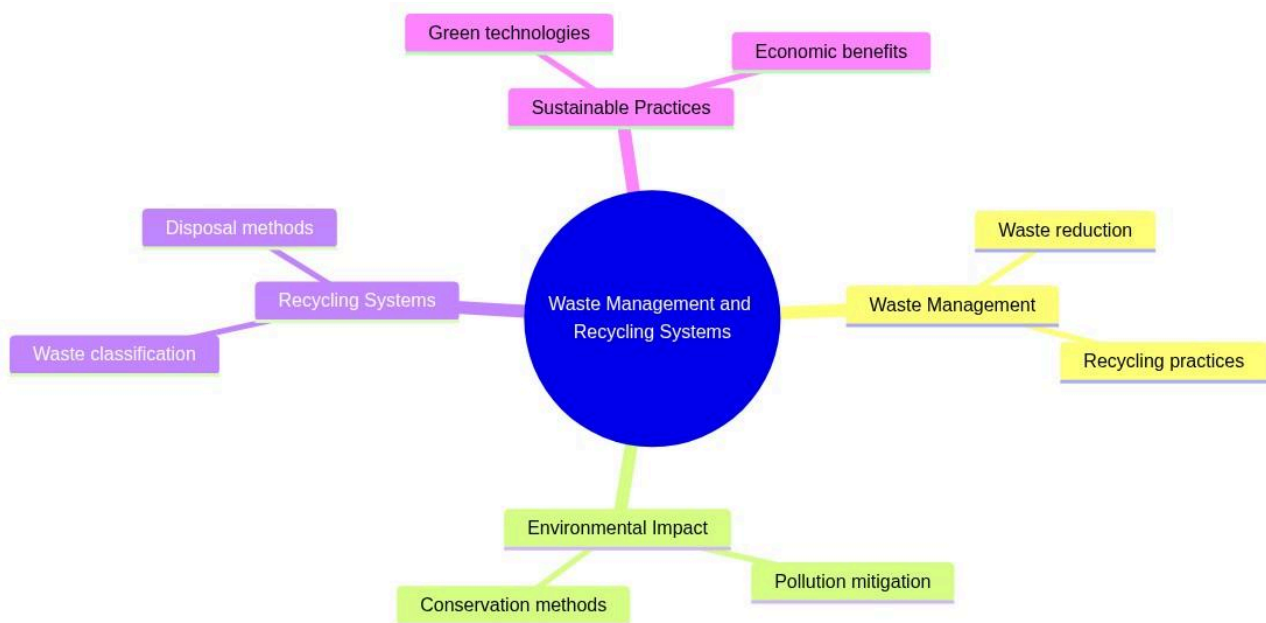 Green technologies
Economic benefits
Sustainable Practices
Disposal methods
Waste reduction
Recycling Systems
Waste Management and
Recycling Systems
Waste Management
Waste classification
Recycling practices
Environmental Impact
Pollution mitigation
Conservation methods